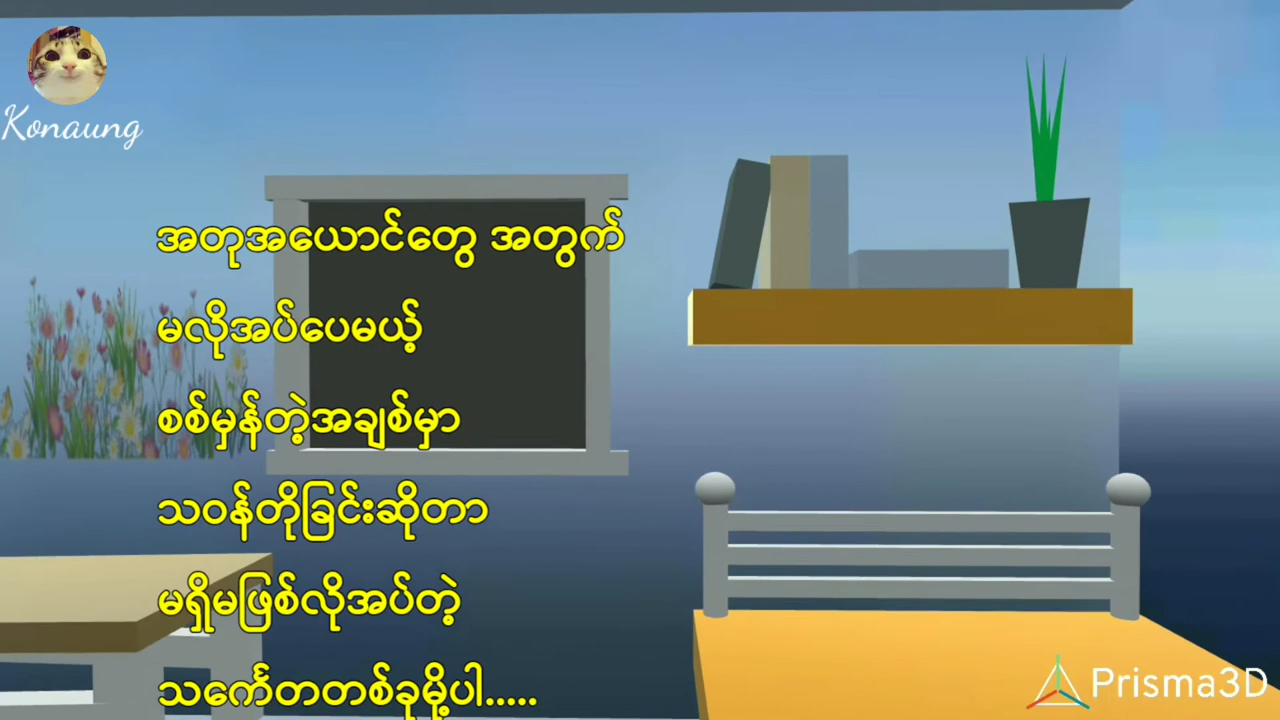 Konaung
အတုအယောင်တွေ အတွက်
မလိုအပ်ပေမယ့်
စစ်မှန်တဲ့အချစ်မှာ
သဝန်တိုခြင်းဆိုတာ
မရှိမဖြစ်လိုအပ်တဲ့
သင်္ကေတတစ်ခုမို့ပါ.....
Prisma3D